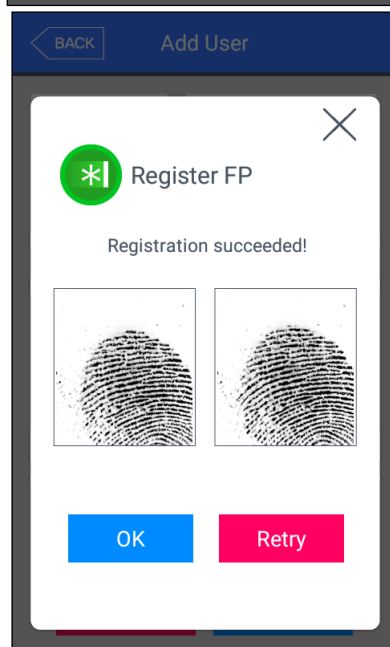 BACK
Add User
Register FP
Registration succeeded!
OK
Retry